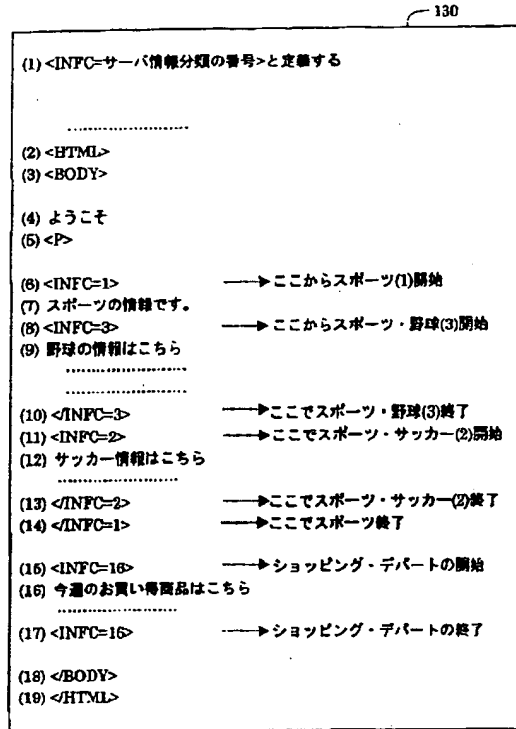 130
(1) <INFC=サーバ情報分類の番号>と定義する
.......................
(2) <HTML>
(3) <BODY>
(4) ようこそ
(5) <P>
(6) <INFC=1> ──→ ここからスポーツ(1)開始
(7) スポーツの情報です。
(8) <INFC=3> ──→ ここからスポーツ・野球(3)開始
(9) 野球の情報はこちら
.......................
.......................
(10) </INFC=3> ──→ ここでスポーツ・野球(3)終了
(11) <INFC=2> ──→ ここでスポーツ・サッカー(2)開始
(12) サッカー情報はこちら
.......................
(13) </INFC=2> ──→ ここでスポーツ・サッカー(2)終了
(14) </INFC=1> ──→ ここでスポーツ終了
(15) <INFC=16> ──→ ショッピング・デパートの開始
(16) 今週のお買い得商品はこちら
.......................
(17) <INFC=16> ──→ ショッピング・デパートの終了
(18) </BODY>
(19) </HTML>